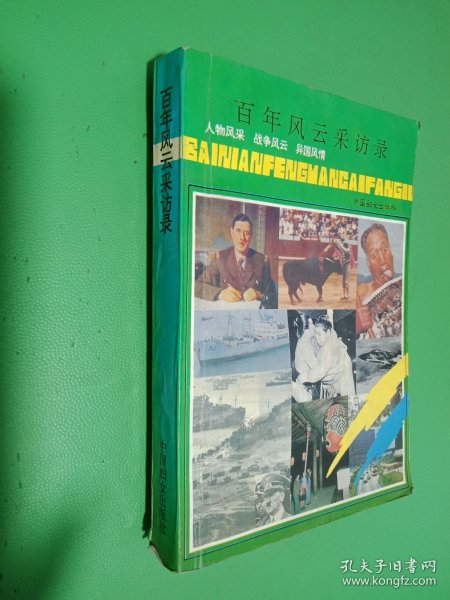 百年风云采访录
人物风采 战争风云 异国风情
BAINIANFENGYANCAIFANGLU
中国妇女出版社
百年风云采访录
中国妇女出版社
孔夫子旧书网
www.kongfz.com